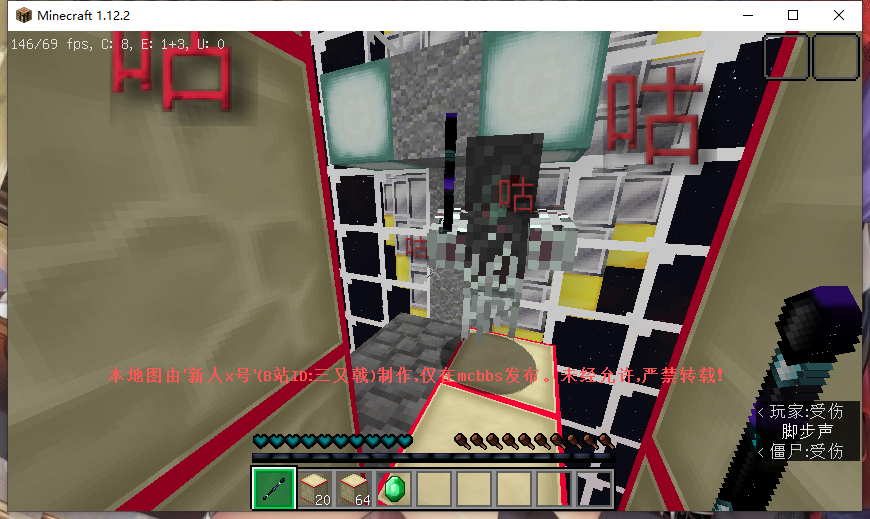 Minecraft 1.12.2
146/69 fps, C: 8, E: 1+3, U: 0
咕
咕
咕
咕
本地图由'新人x号'(B站ID:三又戟)制作,仅在mcbbs发布。未经允许,严禁转载!
< 玩家:受伤
脚步声
< 僵尸:受伤
20
64